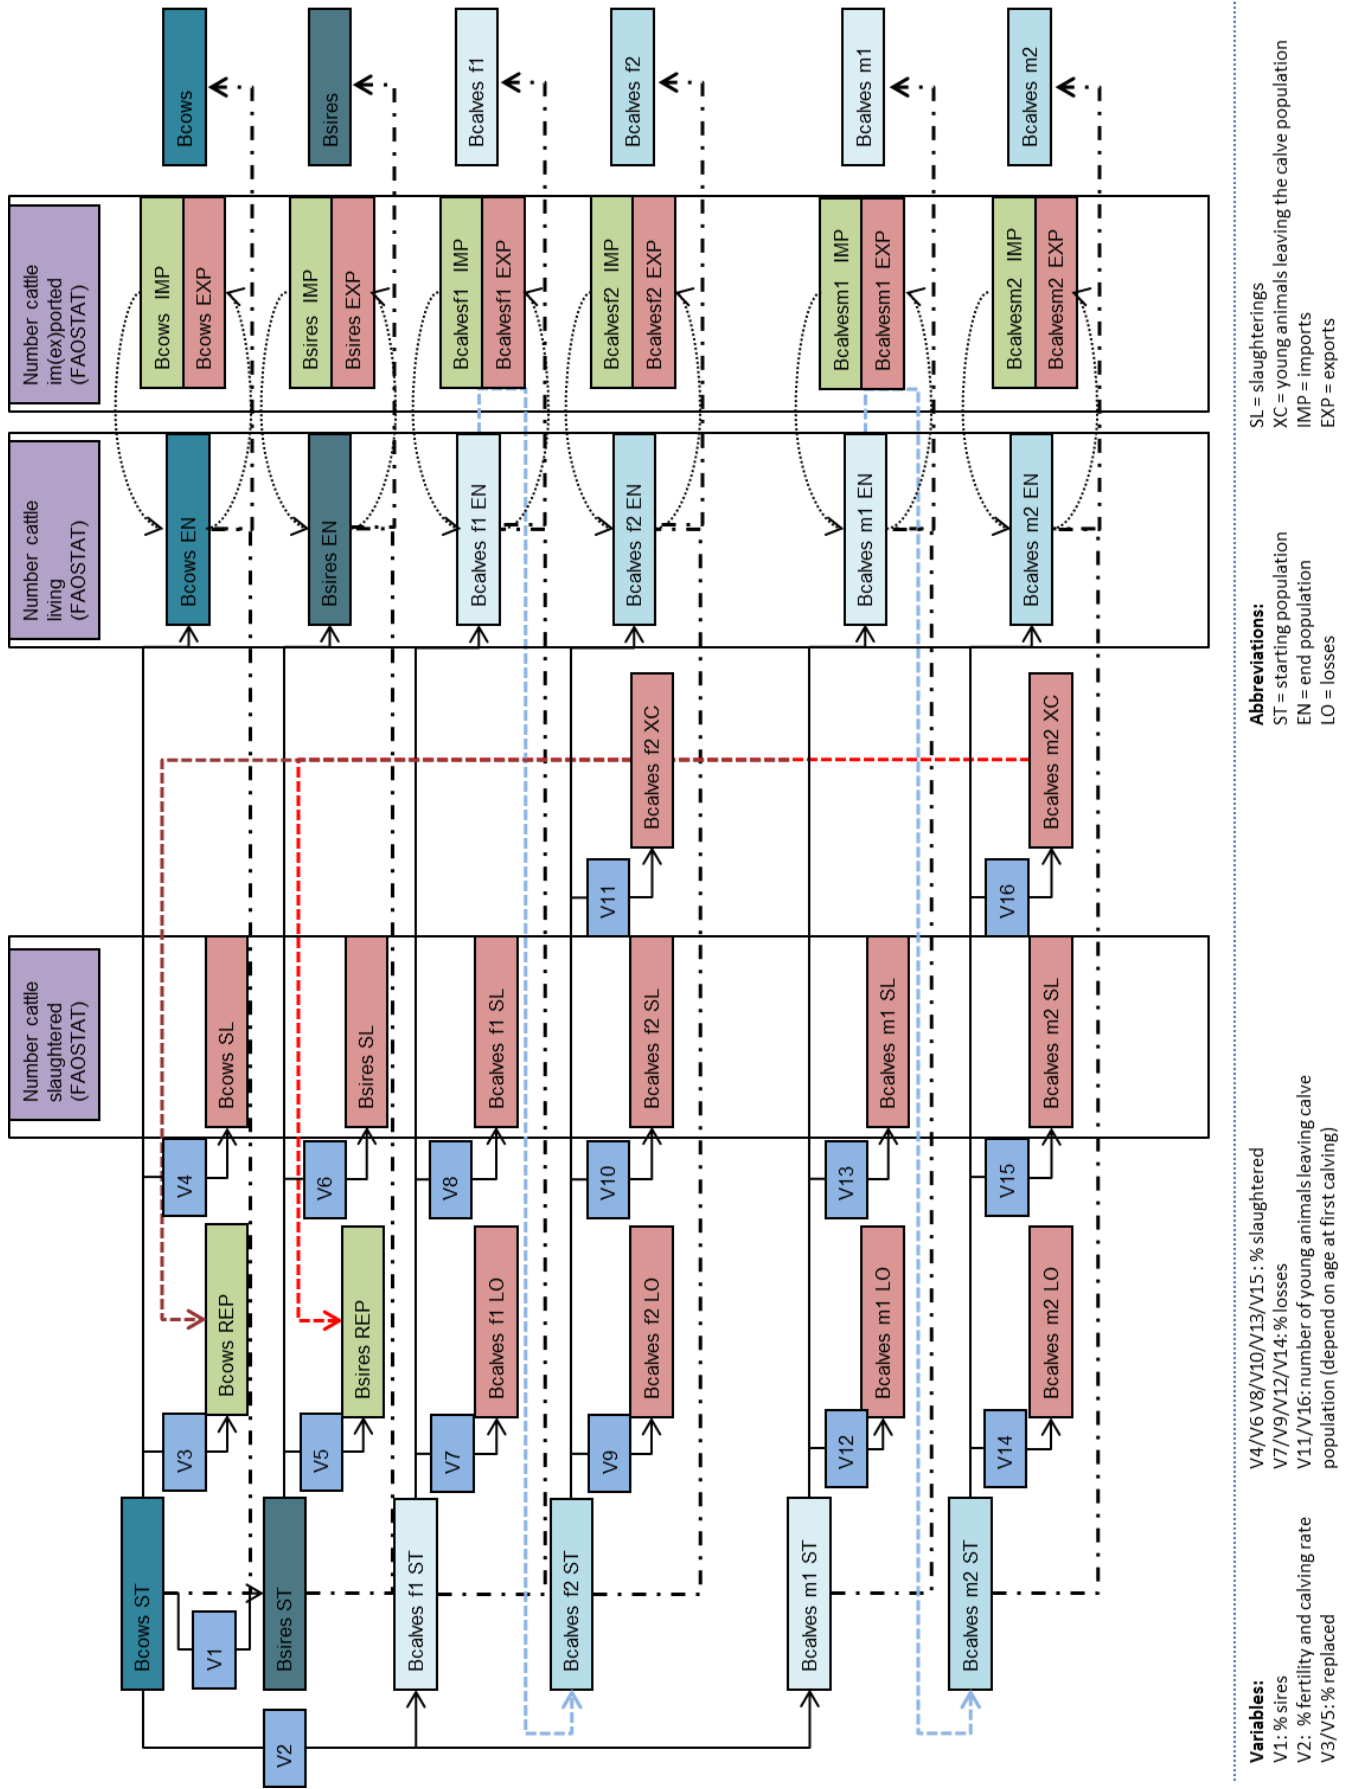 Number cattle
slaughtered
(FAOSTAT)
Number cattle
living
(FAOSTAT)
Number cattle
im(ex)ported
(FAOSTAT)
V2
Bcows ST
V1
V3
Bcows REP
V4
Bcows SL
Bcows EN
Bcows IMP
Bcows EXP
Bcows
Bsires ST
V5
Bsires REP
V6
Bsires SL
Bsires EN
Bsires IMP
Bsires EXP
Bsires
Bcalves f1 ST
V7
Bcalves f1 LO
V8
Bcalves f1 SL
Bcalves f1 EN
Bcalvesf1 IMP
Bcalvesf1 EXP
Bcalves f1
Bcalves f2 ST
V9
Bcalves f2 LO
V10
Bcalves f2 SL
V11
Bcalves f2 XC
Bcalves f2 EN
Bcalvesf2 IMP
Bcalvesf2 EXP
Bcalves f2
Bcalves m1 ST
V12
Bcalves m1 LO
V13
Bcalves m1 SL
Bcalves m1 EN
Bcalvesm1 IMP
Bcalvesm1 EXP
Bcalves m1
Bcalves m2 ST
V14
Bcalves m2 LO
V15
Bcalves m2 SL
V16
Bcalves m2 XC
Bcalves m2 EN
Bcalvesm2 IMP
Bcalvesm2 EXP
Bcalves m2
Variables:
V1: % sires
V2: % fertility and calving rate
V3/V5: % replaced
V4/V6 V8/V10/V13/V15 : % slaughtered
V7/V9/V12/V14: % losses
V11/V16: number of young animals leaving calve
population (depend on age at first calving)
Abbreviations:
ST = starting population
EN = end population
LO = losses
SL = slaughterings
XC = young animals leaving the calve population
IMP = imports
EXP = exports